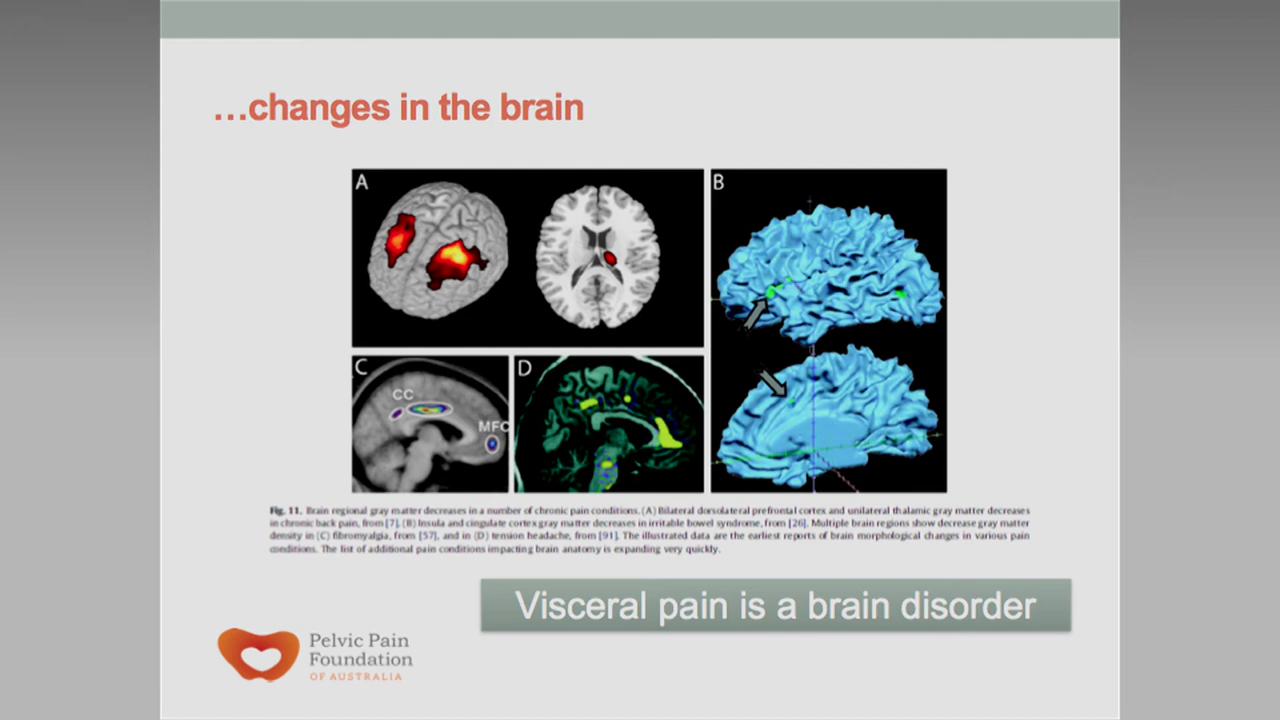 …changes in the brain
A
B
C
CC
MFC
D
Fig. 11. Brain regional gray matter decreases in a number of chronic pain conditions. (A) Bilateral dorsolateral prefrontal cortex and unilateral thalamic gray matter decreases
in chronic back pain, from [7]. (B) Insula and cingulate cortex gray matter decreases in irritable bowel syndrome, from [26]. Multiple brain regions show decrease gray matter
density in (C) fibromyalgia, from [57], and in (D) tension headache, from [91]. The illustrated data are the earliest reports of brain morphological changes in various pain
conditions. The list of additional pain conditions impacting brain anatomy is expanding very quickly.
Visceral pain is a brain disorder
Pelvic Pain
Foundation
OF AUSTRALIA